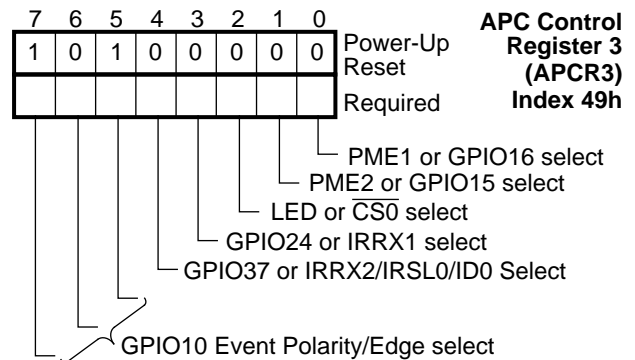 7 6 5 4 3 2 1 0
APC Control
Register 3
(APCR3)
Index 49h
1 0 1 0 0 0 0 0
Power-Up
Reset
Required
PME1 or GPIO16 select
PME2 or GPIO15 select
LED or CS0 select
GPIO24 or IRRX1 select
GPIO37 or IRRX2/IRSL0/ID0 Select
GPIO10 Event Polarity/Edge select